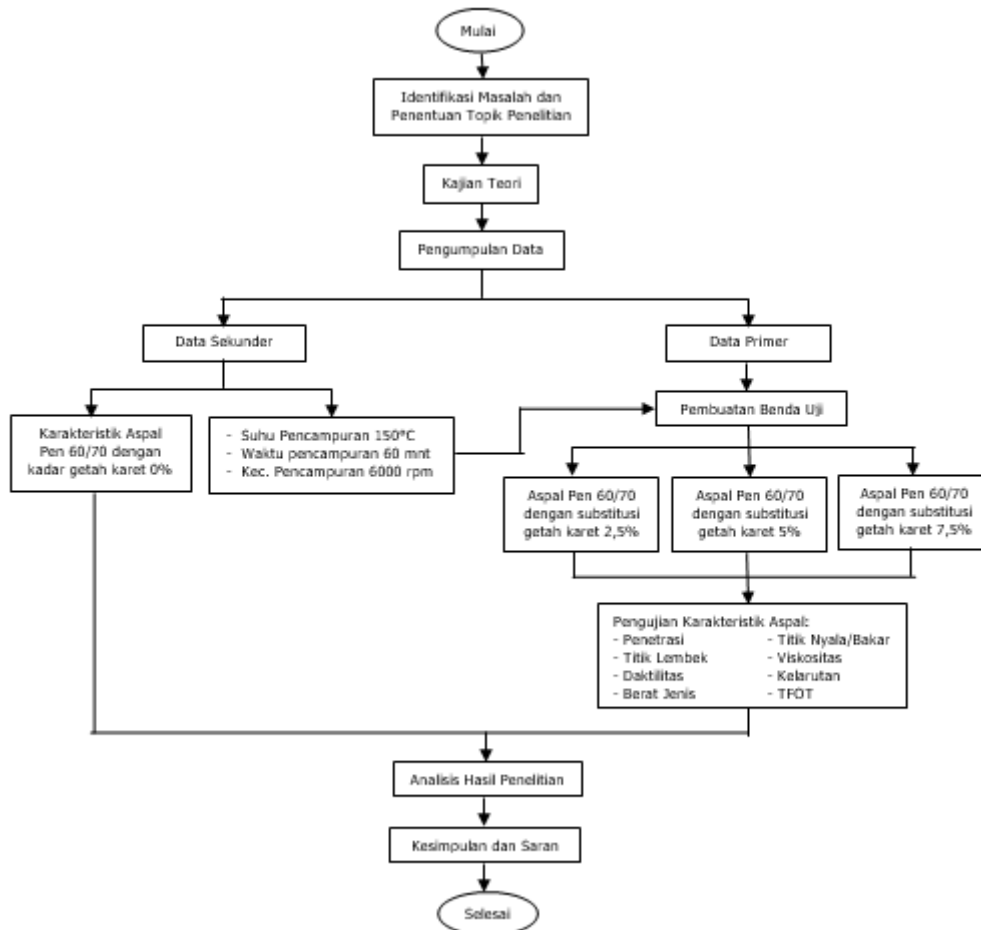 Mulai
Identifikasi Masalah dan
Penentuan Topik Penelitian
Kajian Teori
Pengumpulan Data
Data Sekunder
Data Primer
Karakteristik Aspal
Pen 60/70 dengan
kadar getah karet 0%
- Suhu Pencampuran 150°C
- Waktu pencampuran 60 mnt
- Kec. Pencampuran 6000 rpm
Pembuatan Benda Uji
Aspal Pen 60/70
dengan substitusi
getah karet 2,5%
Aspal Pen 60/70
dengan substitusi
getah karet 5%
Aspal Pen 60/70
dengan substitusi
getah karet 7,5%
Pengujian Karakteristik Aspal:
- Penetrasi
- Titik Lembek
- Daktilitas
- Berat Jenis
- Titik Nyala/Bakar
- Viskositas
- Kelarutan
- TFOT
Analisis Hasil Penelitian
Kesimpulan dan Saran
Selesai